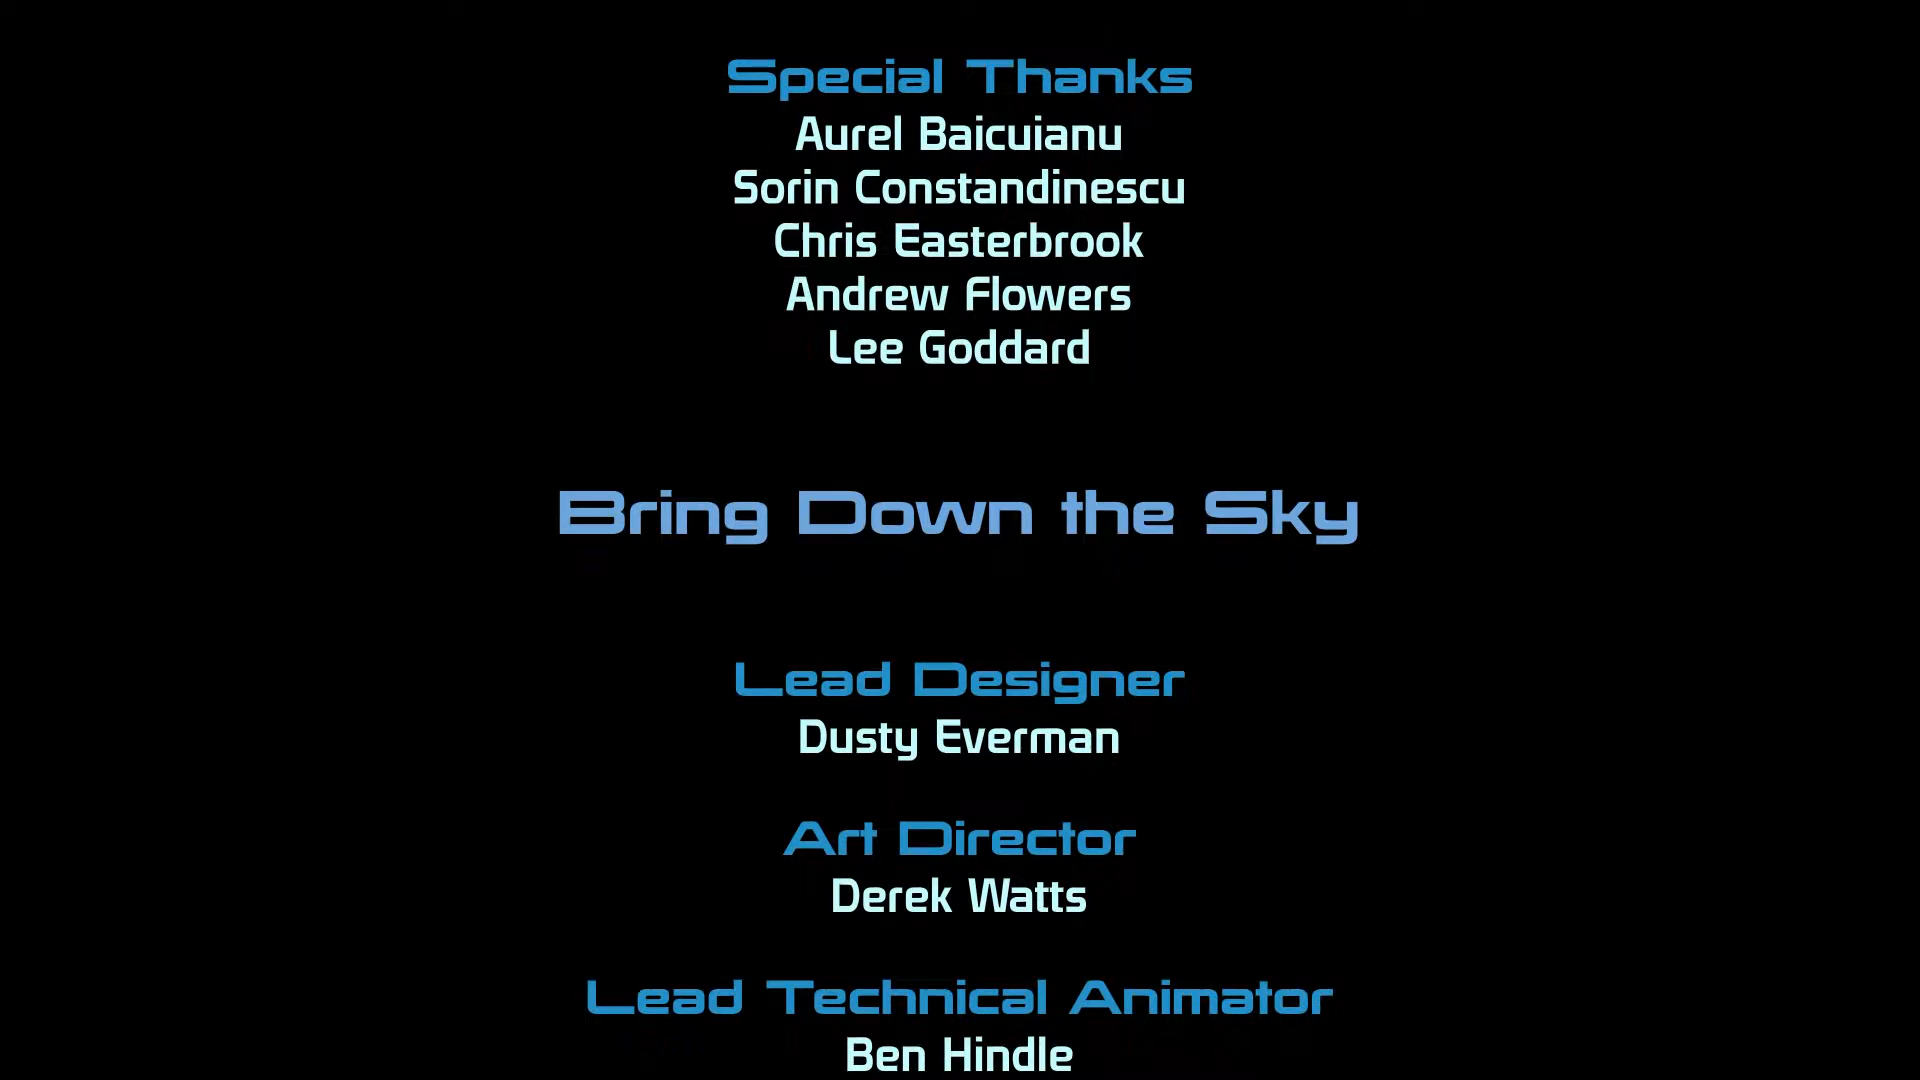 Special Thanks
Aurel Baicuianu
Sorin Constandinescu
Chris Easterbrook
Andrew Flowers
Lee Goddard
Bring Down the Sky
Lead Designer
Dusty Everman
Art Director
Derek Watts
Lead Technical Animator
Ben Hindle